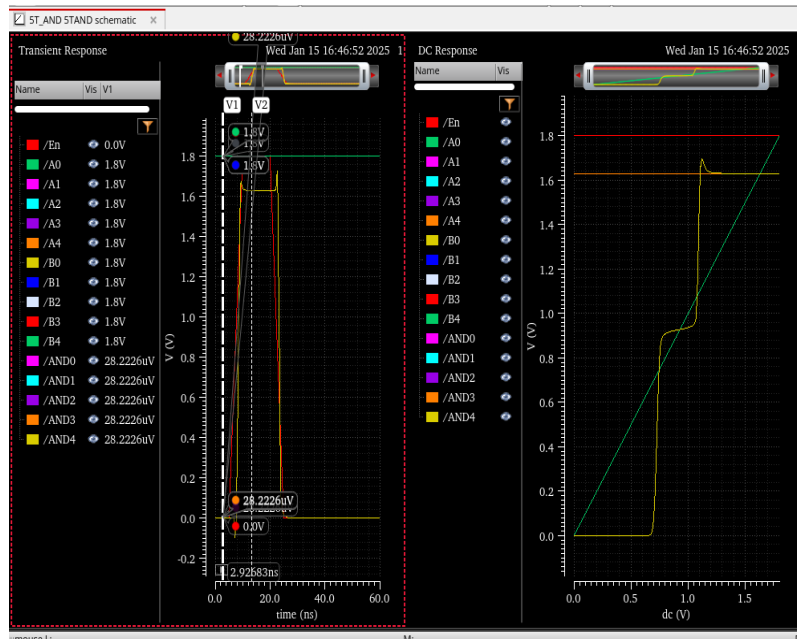 5T_AND 5TAND schematic ×
Transient Response
Wed Jan 15 16:46:52 2025 1
Name Vis V1
/En 0.0V
/A0 1.8V
/A1 1.8V
/A2 1.8V
/A3 1.8V
/A4 1.8V
/B0 1.8V
/B1 1.8V
/B2 1.8V
/B3 1.8V
/B4 1.8V
/AND0 28.2226uV
/AND1 28.2226uV
/AND2 28.2226uV
/AND3 28.2226uV
/AND4 28.2226uV
28.2226uV
V1 V2
1.8V
1.8V
1.8V
28.2226uV
0.0V
2.92683ns
V (V)
1.8
1.6
1.4
1.2
1.0
0.8
0.6
0.4
0.2
0.0
-0.2
0.0 20.0 40.0 60.0
time (ns)
DC Response
Wed Jan 15 16:46:52 2025
Name Vis
/En
/A0
/A1
/A2
/A3
/A4
/B0
/B1
/B2
/B3
/B4
/AND0
/AND1
/AND2
/AND3
/AND4
V (V)
1.8
1.6
1.4
1.2
1.0
0.8
0.6
0.4
0.2
0.0
0.0 0.5 1.0 1.5
dc (V)